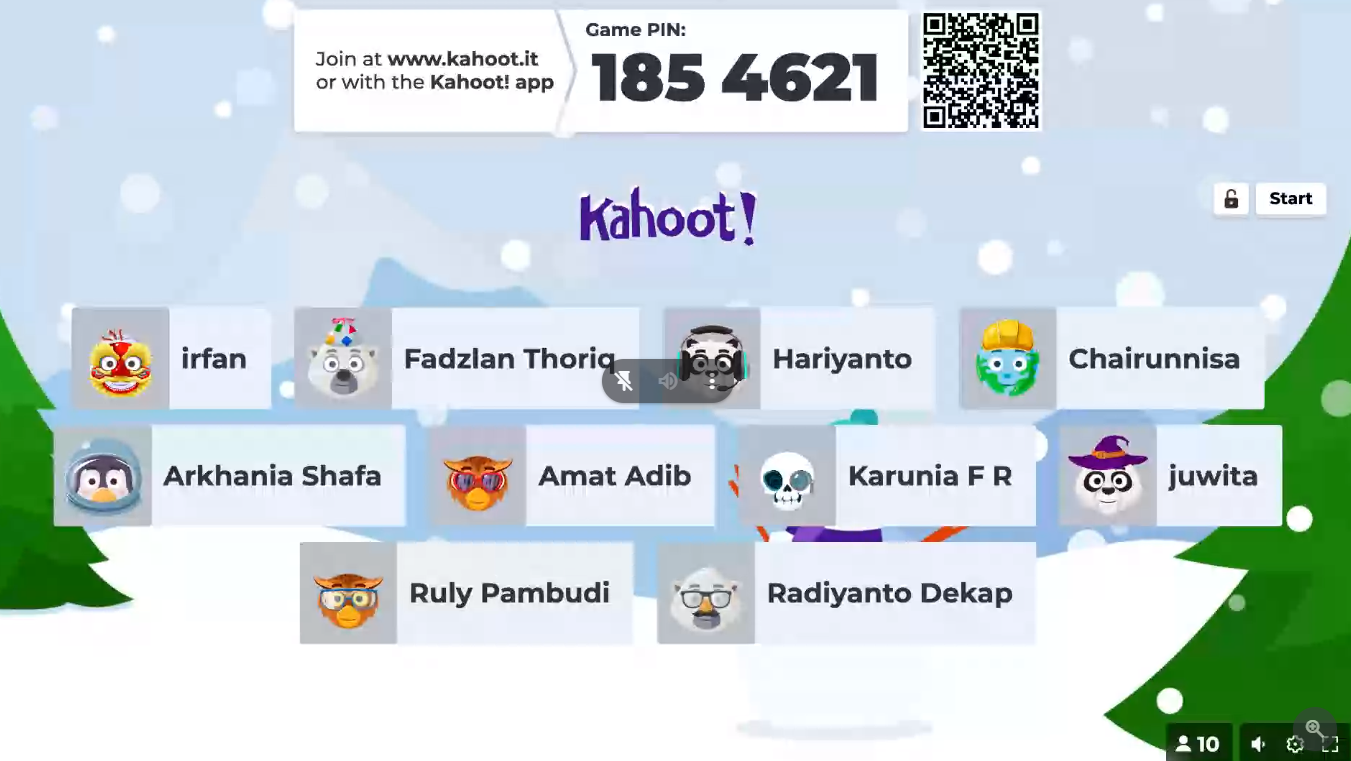 Join at www.kahoot.it
or with the Kahoot! app
Game PIN:
185 4621
Kahoot!
Start
irfan
Fadzlan Thoriq
Hariyanto
Chairunnisa
Arkhania Shafa
Amat Adib
Karunia F R
juwita
Ruly Pambudi
Radiyanto Dekap
10